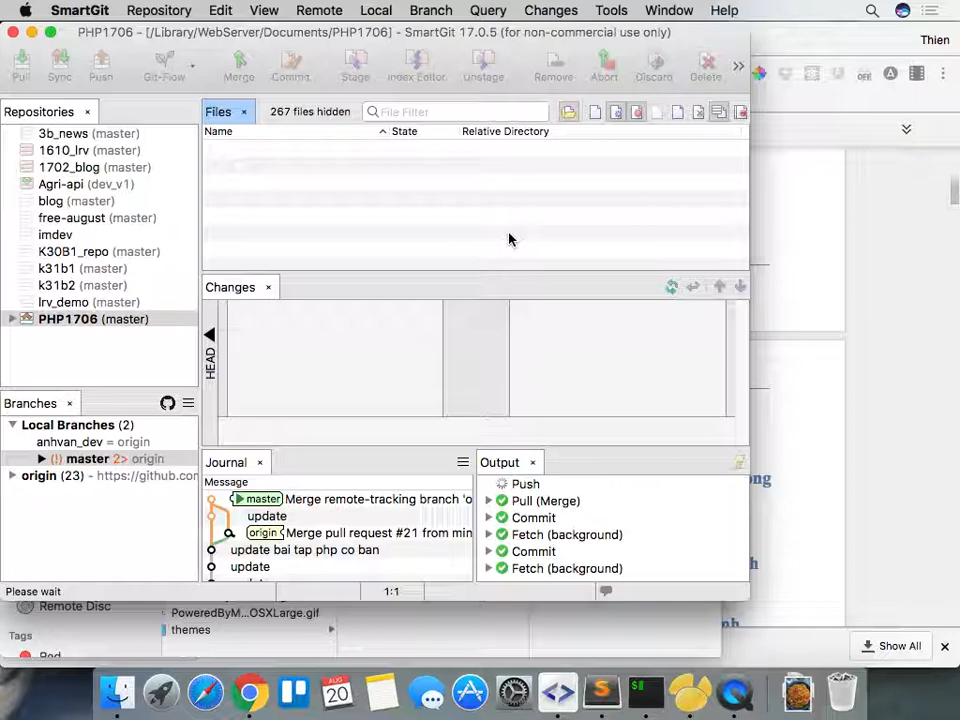 SmartGit Repository Edit View Remote Local Branch Query Changes Tools Window Help
PHP1706 - [/Library/WebServer/Documents/PHP1706] - SmartGit 17.0.5 (for non-commercial use only)
Thien
Pull Sync Push Git-Flow Merge Commit Stage Index Editor Unstage Remove Abort Discard Delete
OFF
Repositories
Files
267 files hidden
File Filter
Name
State
Relative Directory
3b_news (master)
1610_lrv (master)
1702_blog (master)
Agri-api (dev_v1)
blog (master)
free-august (master)
imdev
K30B1_repo (master)
k31b1 (master)
k31b2 (master)
lrv_demo (master)
PHP1706 (master)
Changes
HEAD
Branches
Local Branches (2)
anhvan_dev = origin
(!) master 2> origin
origin (23) - https://github.con
Journal
Message
master Merge remote-tracking branch 'o
update
origin Merge pull request #21 from min
update bai tap php co ban
update
Output
Push
Pull (Merge)
Commit
Fetch (background)
Commit
Fetch (background)
Please wait
1:1
ong
h
nh
Remote Disc
Tags
Red
PoweredByM...OSXLarge.gif
themes
Show All
AUG
20